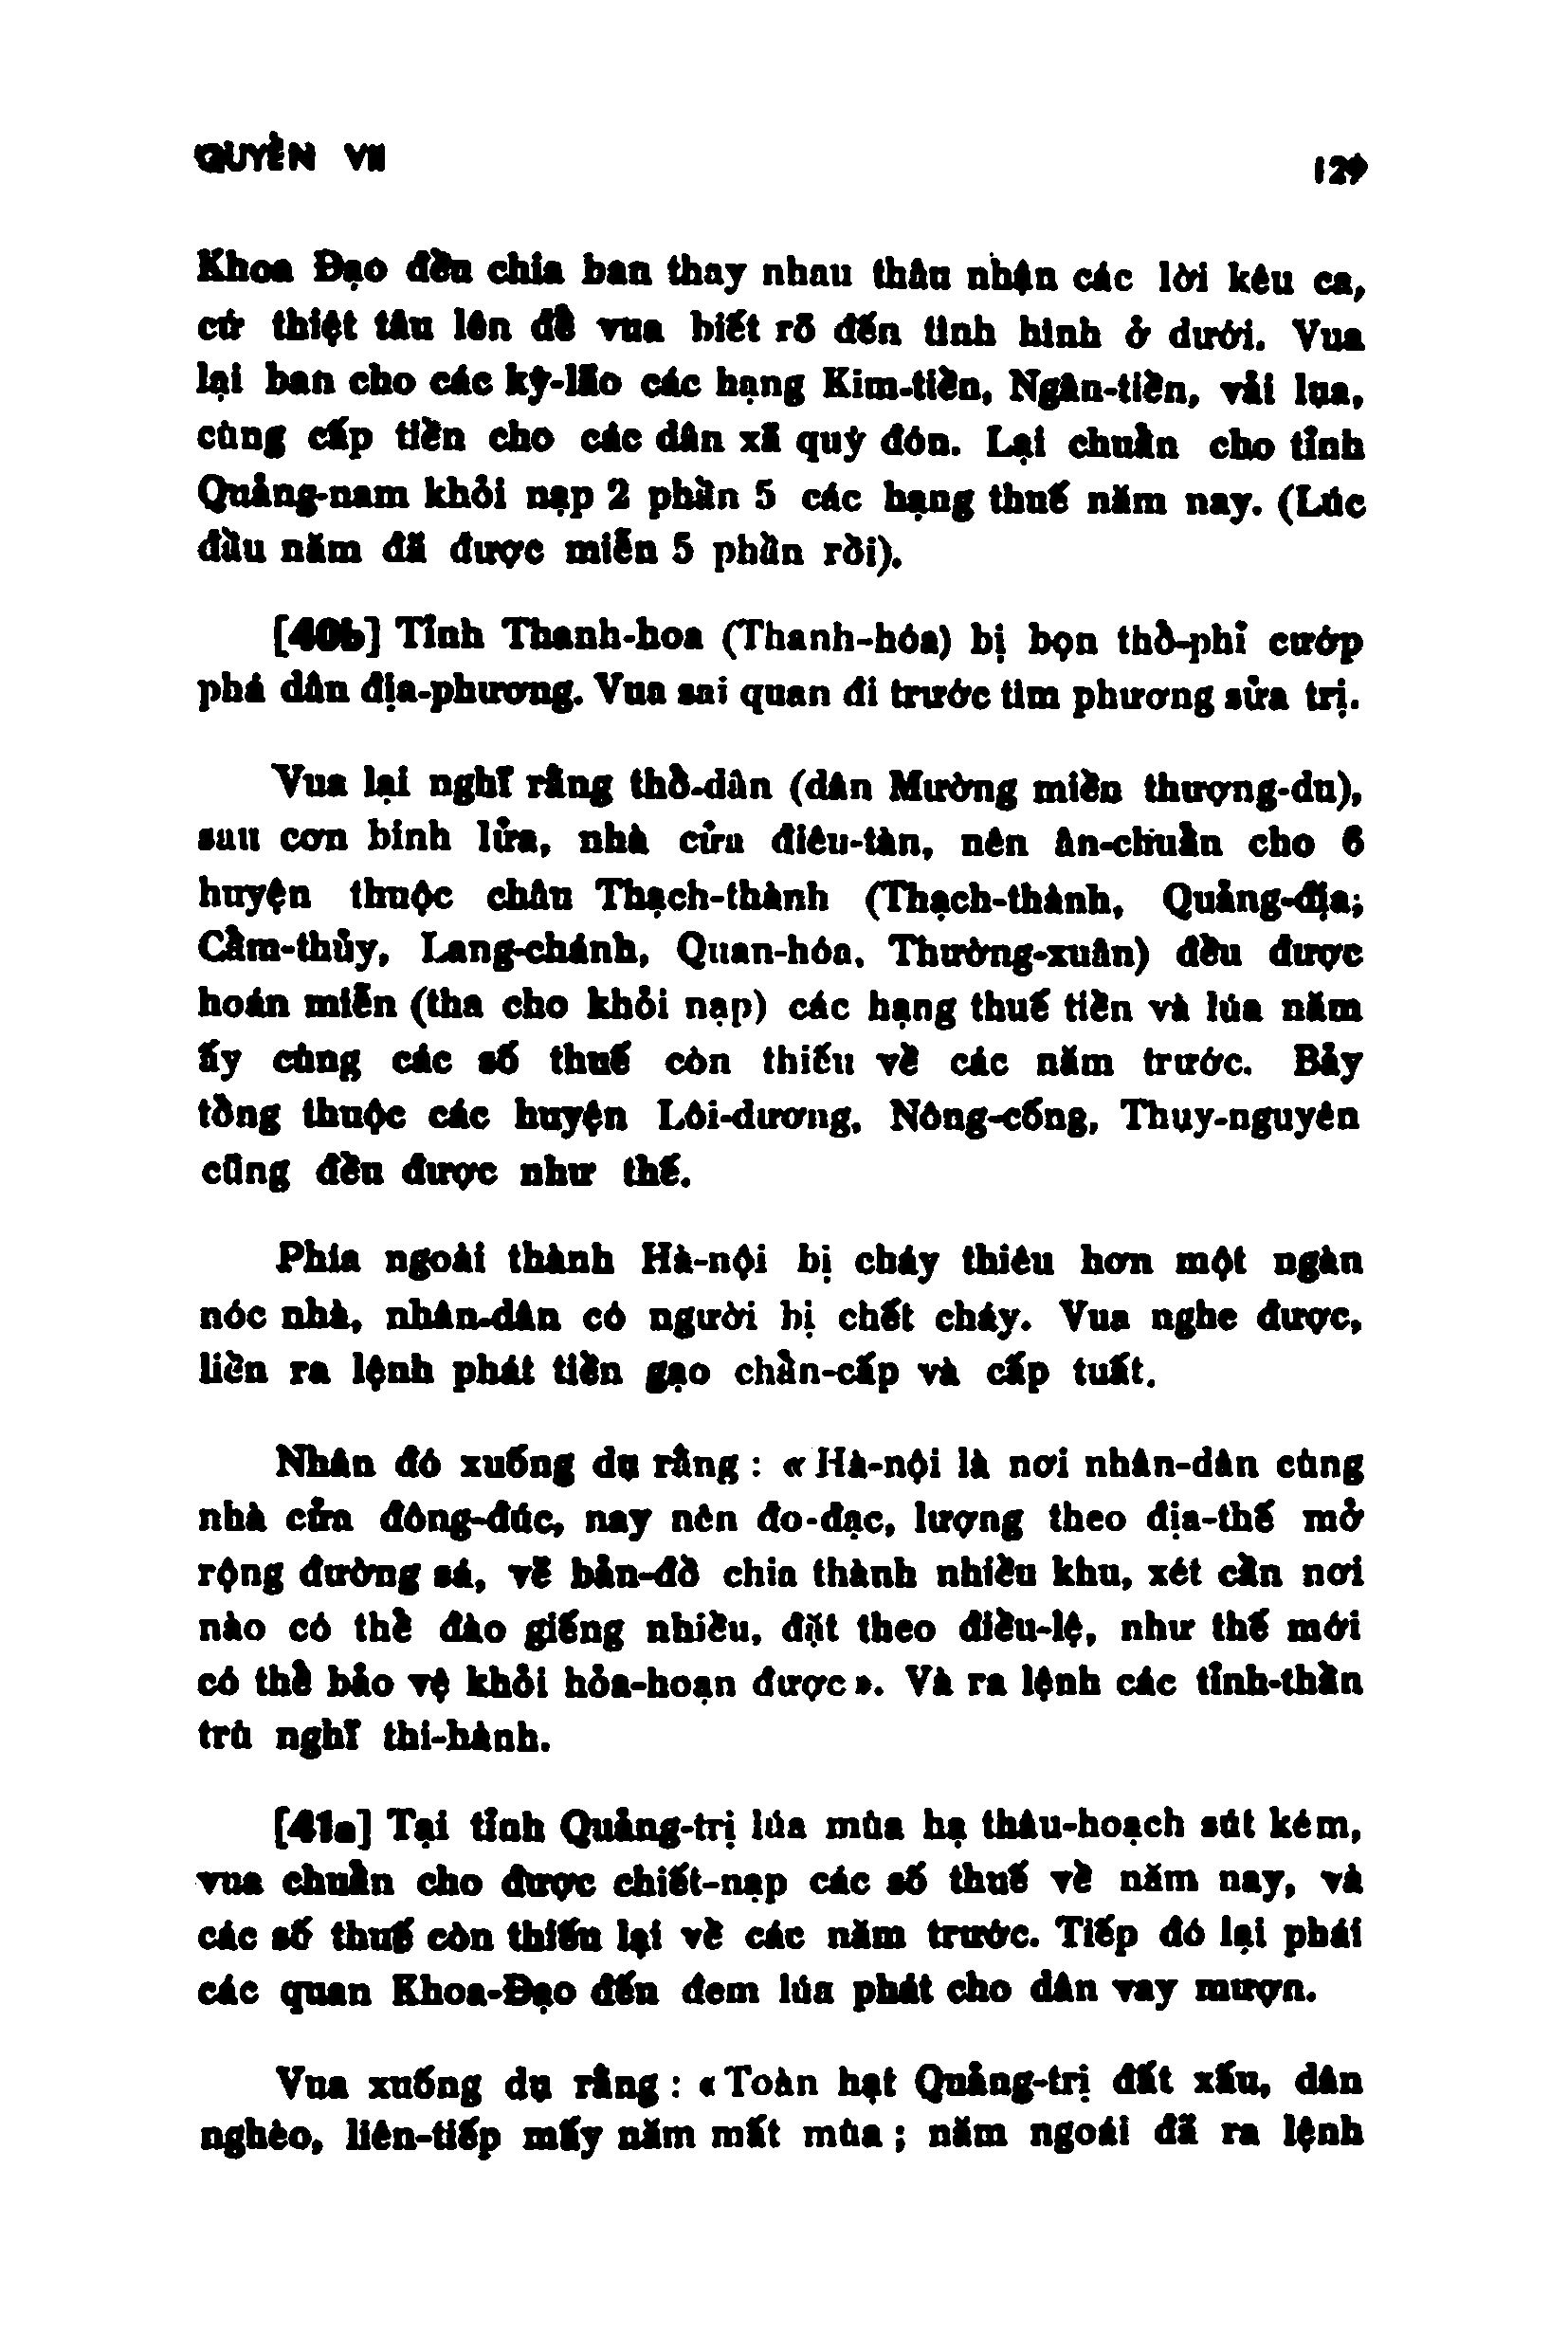 QUYỂN VII
129
Khoa Đạo đều chia ban thay nhau thâu nhận các lời kêu ca,
cứ thiệt tâu lên để vua biết rõ đến tình hình ở dưới. Vua
lại ban cho các kỳ-lão các hạng Kim-tiền, Ngân-tiền, vải lụa,
cùng cấp tiền cho các dân xã quỳ đón. Lại chuẩn cho tỉnh
Quảng-nam khỏi nạp 2 phần 5 các hạng thuế năm nay. (Lúc
đầu năm đã được miễn 5 phần rồi).
[40b] Tỉnh Thanh-hoa (Thanh-hóa) bị bọn thổ-phỉ cướp
phá dân địa-phương. Vua sai quan đi trước tìm phương sửa trị.
Vua lại nghĩ rằng thổ-dân (dân Mường miền thượng-du),
sau cơn binh lửa, nhà cửa điêu-tàn, nên ân-chuẩn cho 6
huyện thuộc châu Thạch-thành (Thạch-thành, Quảng-địa;
Cẩm-thủy, Lang-chánh, Quan-hóa, Thường-xuân) đều được
hoán miễn (tha cho khỏi nạp) các hạng thuế tiền và lúa năm
ấy cùng các số thuế còn thiếu về các năm trước. Bảy
tổng thuộc các huyện Lôi-dương, Nông-cống, Thụy-nguyên
cũng đều được như thế.
Phía ngoài thành Hà-nội bị cháy thiêu hơn một ngàn
nóc nhà, nhân-dân có người bị chết cháy. Vua nghe được,
liền ra lệnh phát tiền gạo chẩn-cấp và cấp tuất.
Nhân đó xuống dụ rằng : « Hà-nội là nơi nhân-dân cùng
nhà cửa đông-đúc, nay nên đo-đạc, lượng theo địa-thế mở
rộng đường sá, vẽ bản-đồ chia thành nhiều khu, xét cần nơi
nào có thể đào giếng nhiều, đặt theo điều-lệ, như thế mới
có thể bảo vệ khỏi hỏa-hoạn được ». Và ra lệnh các tỉnh-thần
trù nghĩ thi-hành.
[41a] Tại tỉnh Quảng-trị lúa mùa hạ thâu-hoạch sút kém,
vua chuẩn cho được chiết-nạp các số thuế về năm nay, và
các số thuế còn thiếu lại về các năm trước. Tiếp đó lại phái
các quan Khoa-Đạo đến đem lúa phát cho dân vay mượn.
Vua xuống dụ rằng : « Toàn hạt Quảng-trị đất xấu, dân
nghèo, liên-tiếp mấy năm mất mùa ; năm ngoái đã ra lệnh